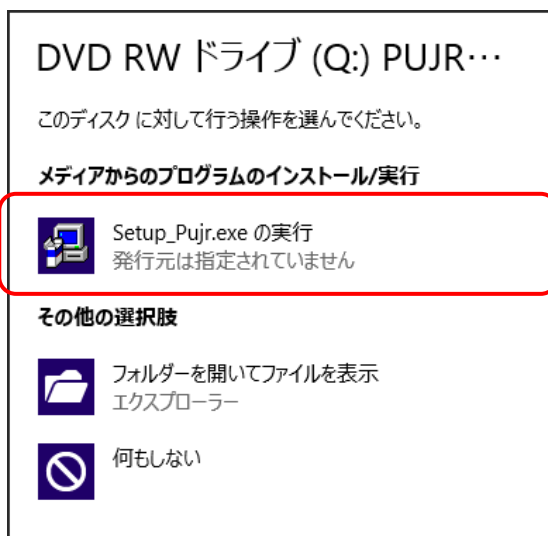 DVD RW ドライブ (Q:) PUJR…
このディスク に対して行う操作を選んでください。
メディアからのプログラムのインストール/実行
Setup_Pujr.exe の実行
発行元は指定されていません
その他の選択肢
フォルダーを開いてファイルを表示
エクスプローラー
何もしない